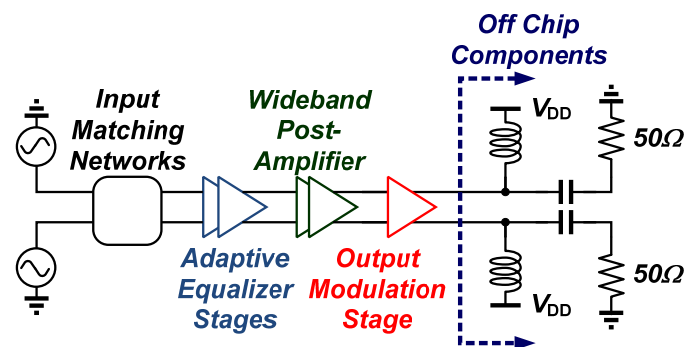 Off Chip
Components
Input
Matching
Networks
Wideband
Post-
Amplifier
VDD
50Ω
Adaptive
Equalizer
Stages
Output
Modulation
Stage
VDD
50Ω